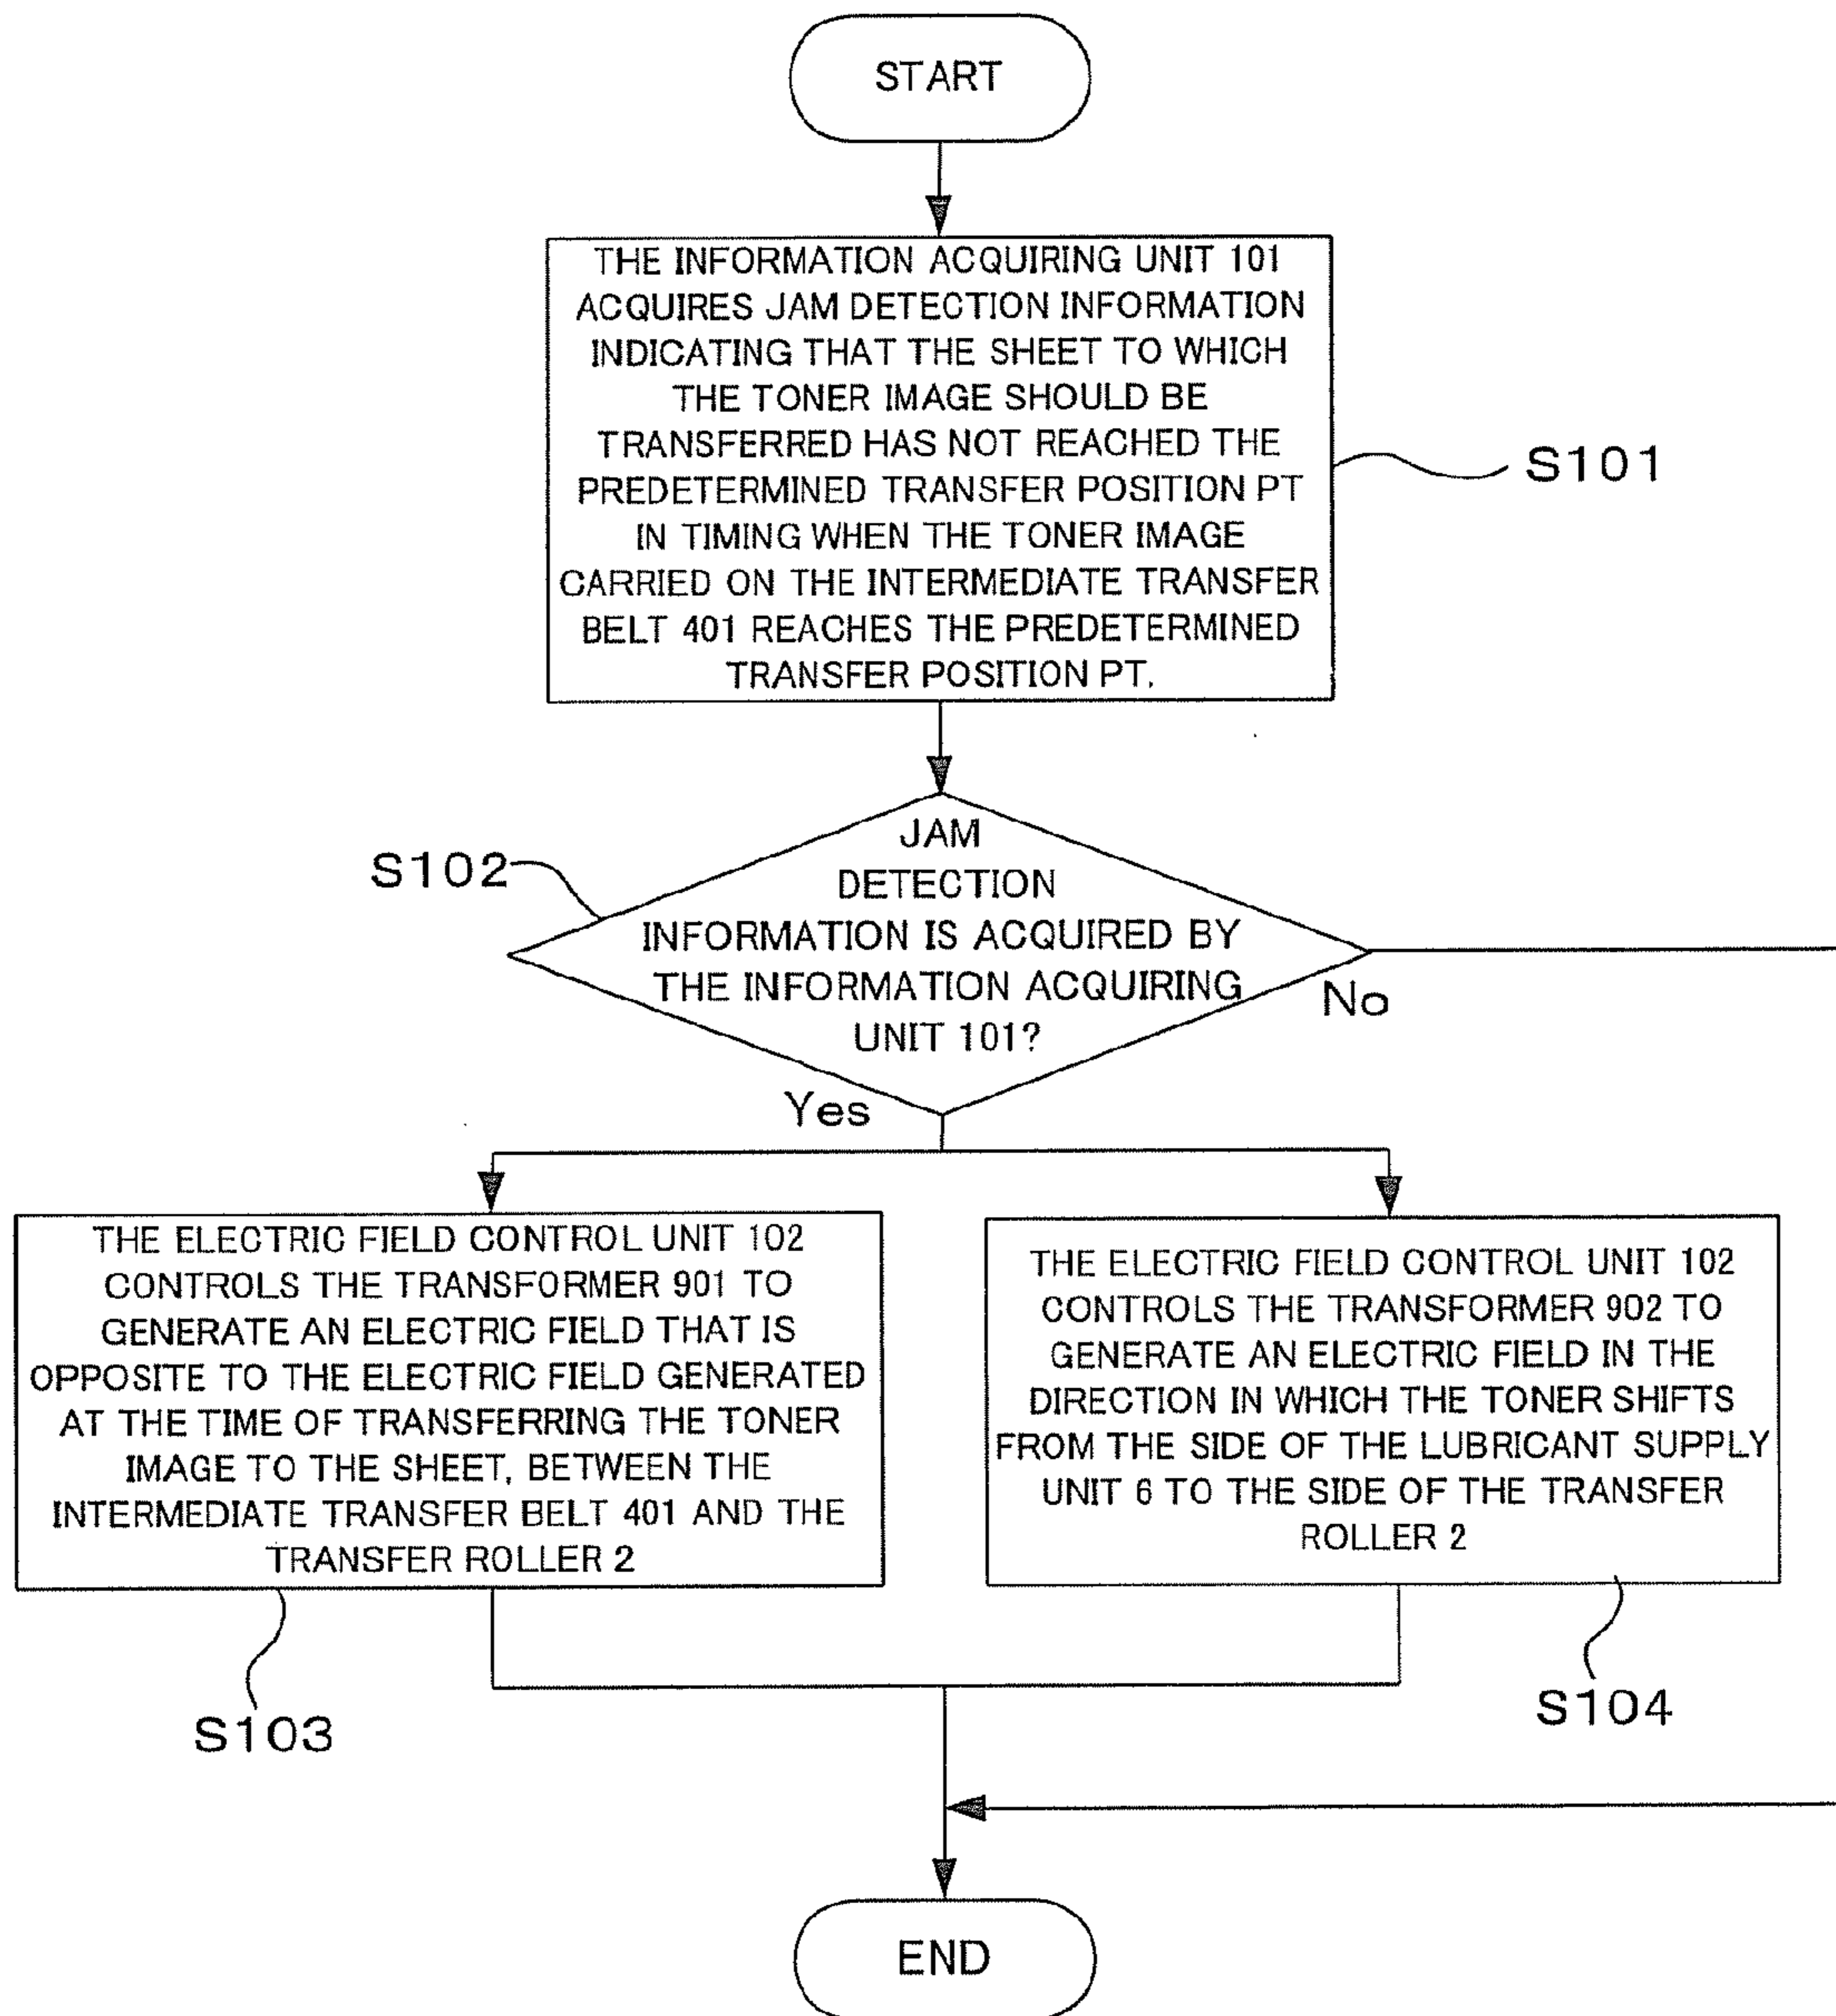 START
THE INFORMATION ACQUIRING UNIT 101
ACQUIRES JAM DETECTION INFORMATION
INDICATING THAT THE SHEET TO WHICH
THE TONER IMAGE SHOULD BE
TRANSFERRED HAS NOT REACHED THE
PREDETERMINED TRANSFER POSITION PT
IN TIMING WHEN THE TONER IMAGE
CARRIED ON THE INTERMEDIATE TRANSFER
BELT 401 REACHES THE PREDETERMINED
TRANSFER POSITION PT.
S101
S102
JAM
DETECTION
INFORMATION IS ACQUIRED BY
THE INFORMATION ACQUIRING
UNIT 101?
No
Yes
THE ELECTRIC FIELD CONTROL UNIT 102
CONTROLS THE TRANSFORMER 901 TO
GENERATE AN ELECTRIC FIELD THAT IS
OPPOSITE TO THE ELECTRIC FIELD GENERATED
AT THE TIME OF TRANSFERRING THE TONER
IMAGE TO THE SHEET, BETWEEN THE
INTERMEDIATE TRANSFER BELT 401 AND THE
TRANSFER ROLLER 2
S103
THE ELECTRIC FIELD CONTROL UNIT 102
CONTROLS THE TRANSFORMER 902 TO
GENERATE AN ELECTRIC FIELD IN THE
DIRECTION IN WHICH THE TONER SHIFTS
FROM THE SIDE OF THE LUBRICANT SUPPLY
UNIT 6 TO THE SIDE OF THE TRANSFER
ROLLER 2
S104
END